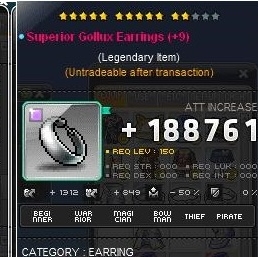 Superior Gollux Earrings (+9)
(Legendary Item)
(Untradeable after transaction)
ATT INCREASE
+ 188761
REQ LEV : 150
REQ STR : 000 REQ LUK : 000
REQ DEX : 000 REQ INT : 000
+ 1312 + 849 - 50 % 0
BEGINNER WARRIOR MAGICIAN BOWMAN THIEF PIRATE
CATEGORY : EARRING